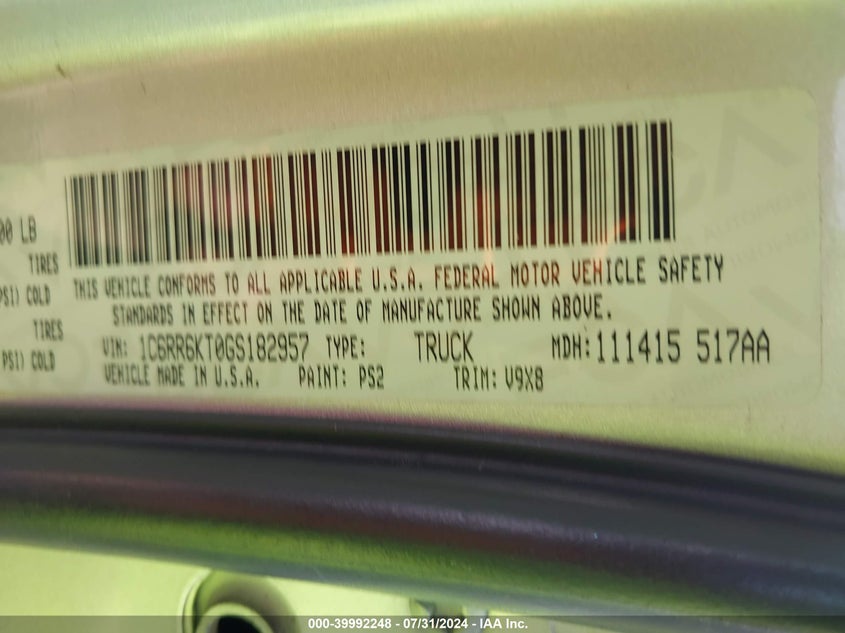 00 LB
TIRES
PSI) COLD
TIRES
PSI) COLD
THIS VEHICLE CONFORMS TO ALL APPLICABLE U.S.A. FEDERAL MOTOR VEHICLE SAFETY
STANDARDS IN EFFECT ON THE DATE OF MANUFACTURE SHOWN ABOVE.
VIN: 1C6RR6KT0GS182957 TYPE: TRUCK MDH: 111415 517AA
VEHICLE MADE IN U.S.A. PAINT: PS2 TRIM: V9X8
000-39992248 - 07/31/2024 - IAA Inc.